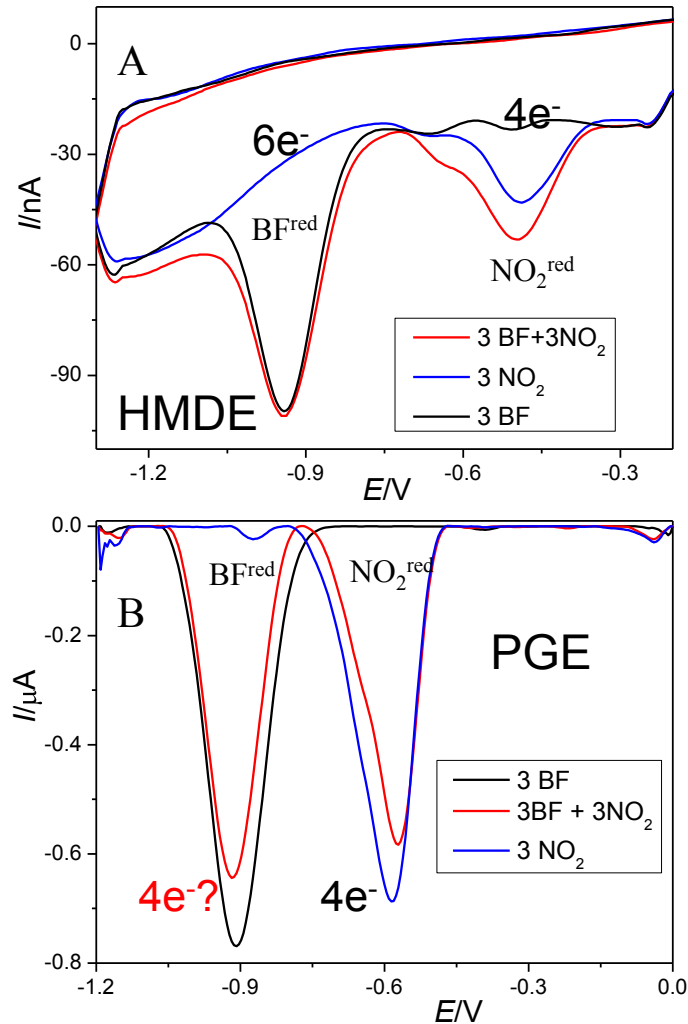 A
0
-30
-60
-90
I/nA
6e⁻
4e⁻
BFʳᵉᵈ
NO₂ʳᵉᵈ
HMDE
3 BF+3NO₂
3 NO₂
3 BF
-1.2
-0.9
-0.6
-0.3
E/V
0.0
-0.2
-0.4
-0.6
-0.8
I/μA
B
BFʳᵉᵈ
NO₂ʳᵉᵈ
PGE
3 BF
3BF + 3NO₂
3 NO₂
4e⁻?
4e⁻
-1.2
-0.9
-0.6
-0.3
0.0
E/V